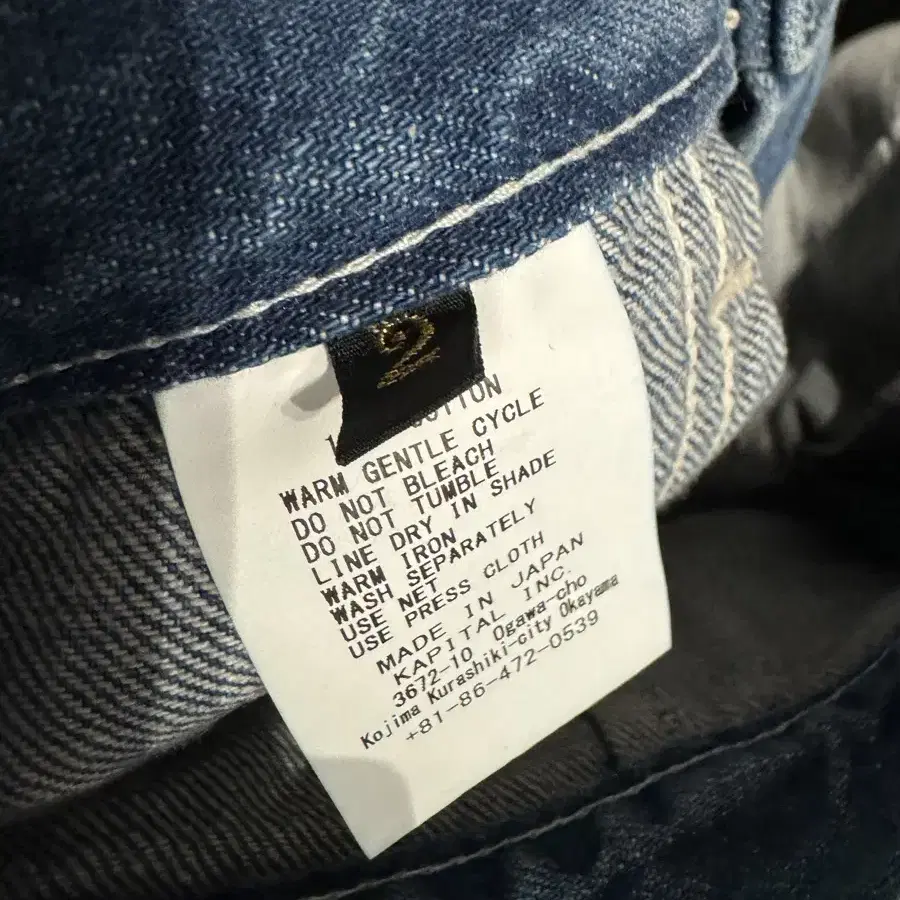 2
COTTON
WARM GENTLE CYCLE
DO NOT BLEACH
DO NOT TUMBLE
LINE DRY IN SHADE
WARM IRON
WASH SEPARATELY
USE NET
USE PRESS CLOTH
MADE IN JAPAN
KAPITAL INC.
3672-10 Ogawa-cho
Kojima Kurashiki-city Okayama
+81-86-472-0539